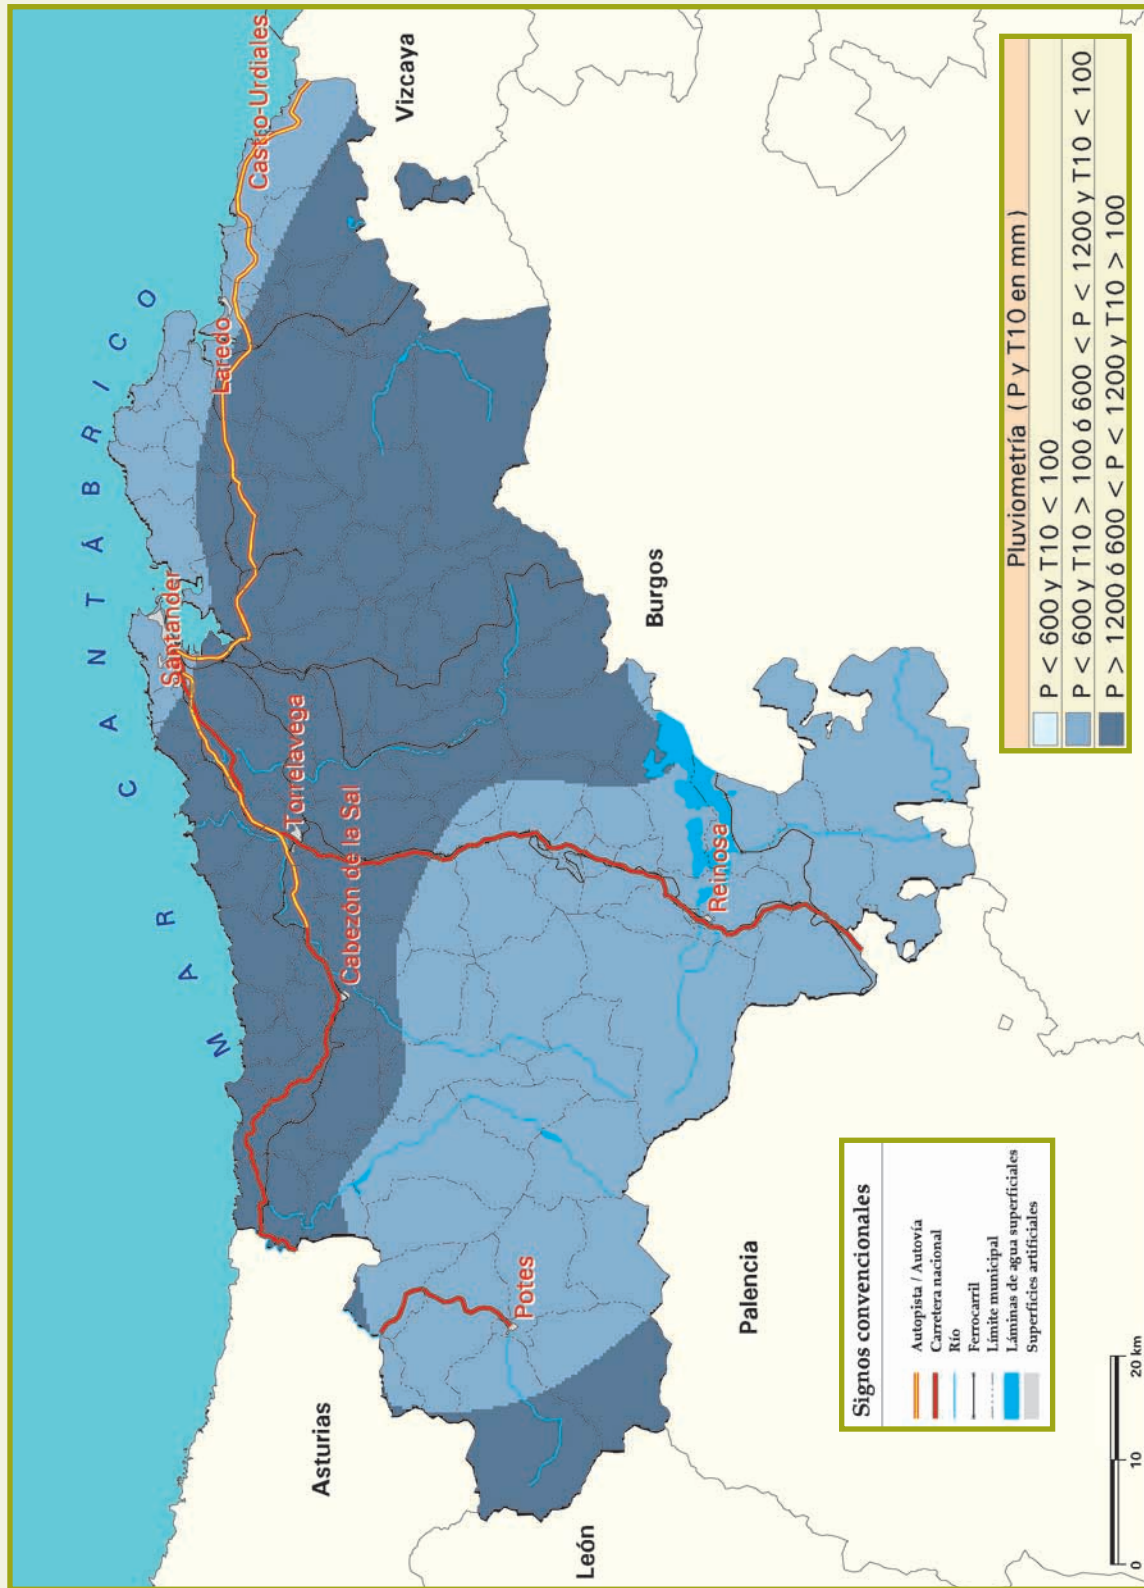 MAR CANTÁBRICO
Castro-Urdiales
Laredo
Santander
Torrelavega
Cabezón de la Sal
Reinosa
Potes
Vizcaya
Burgos
Palencia
Asturias
León
Pluviometría ( P y T10 en mm )
P < 600 y T10 < 100
P < 600 y T10 > 100 ó 600 < P < 1200 y T10 < 100
P > 1200 ó 600 < P < 1200 y T10 > 100
Signos convencionales
Autopista / Autovía
Carretera nacional
Río
Ferrocarril
Límite municipal
Láminas de agua superficiales
Superficies artificiales
0 10 20 km